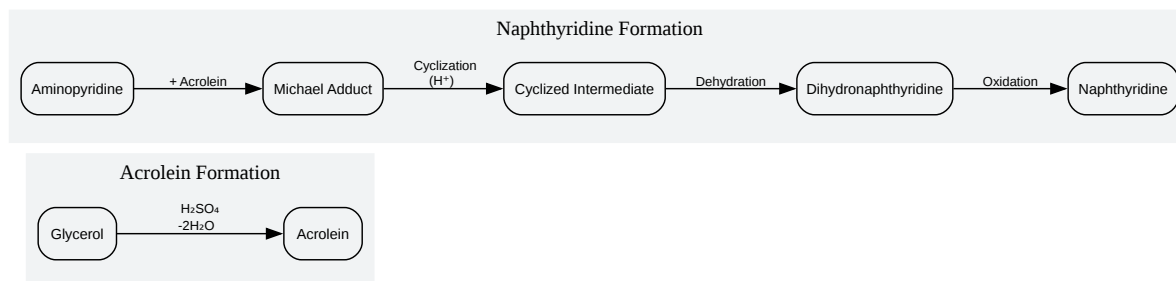 Naphthyridine Formation
Aminopyridine
+ Acrolein
Michael Adduct
Cyclization
(H⁺)
Cyclized Intermediate
Dehydration
Dihydronaphthyridine
Oxidation
Naphthyridine
Acrolein Formation
Glycerol
H₂SO₄
-2H₂O
Acrolein